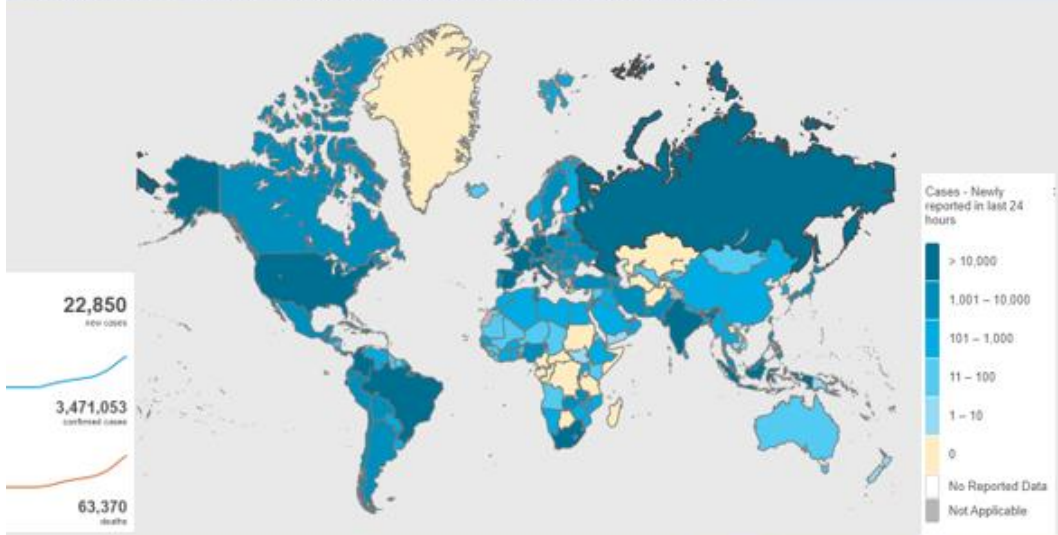 22,850
new cases
3,471,053
confirmed cases
63,370
deaths
Cases - Newly
reported in last 24
hours
> 10,000
1,001 – 10,000
101 – 1,000
11 – 100
1 – 10
0
No Reported Data
Not Applicable